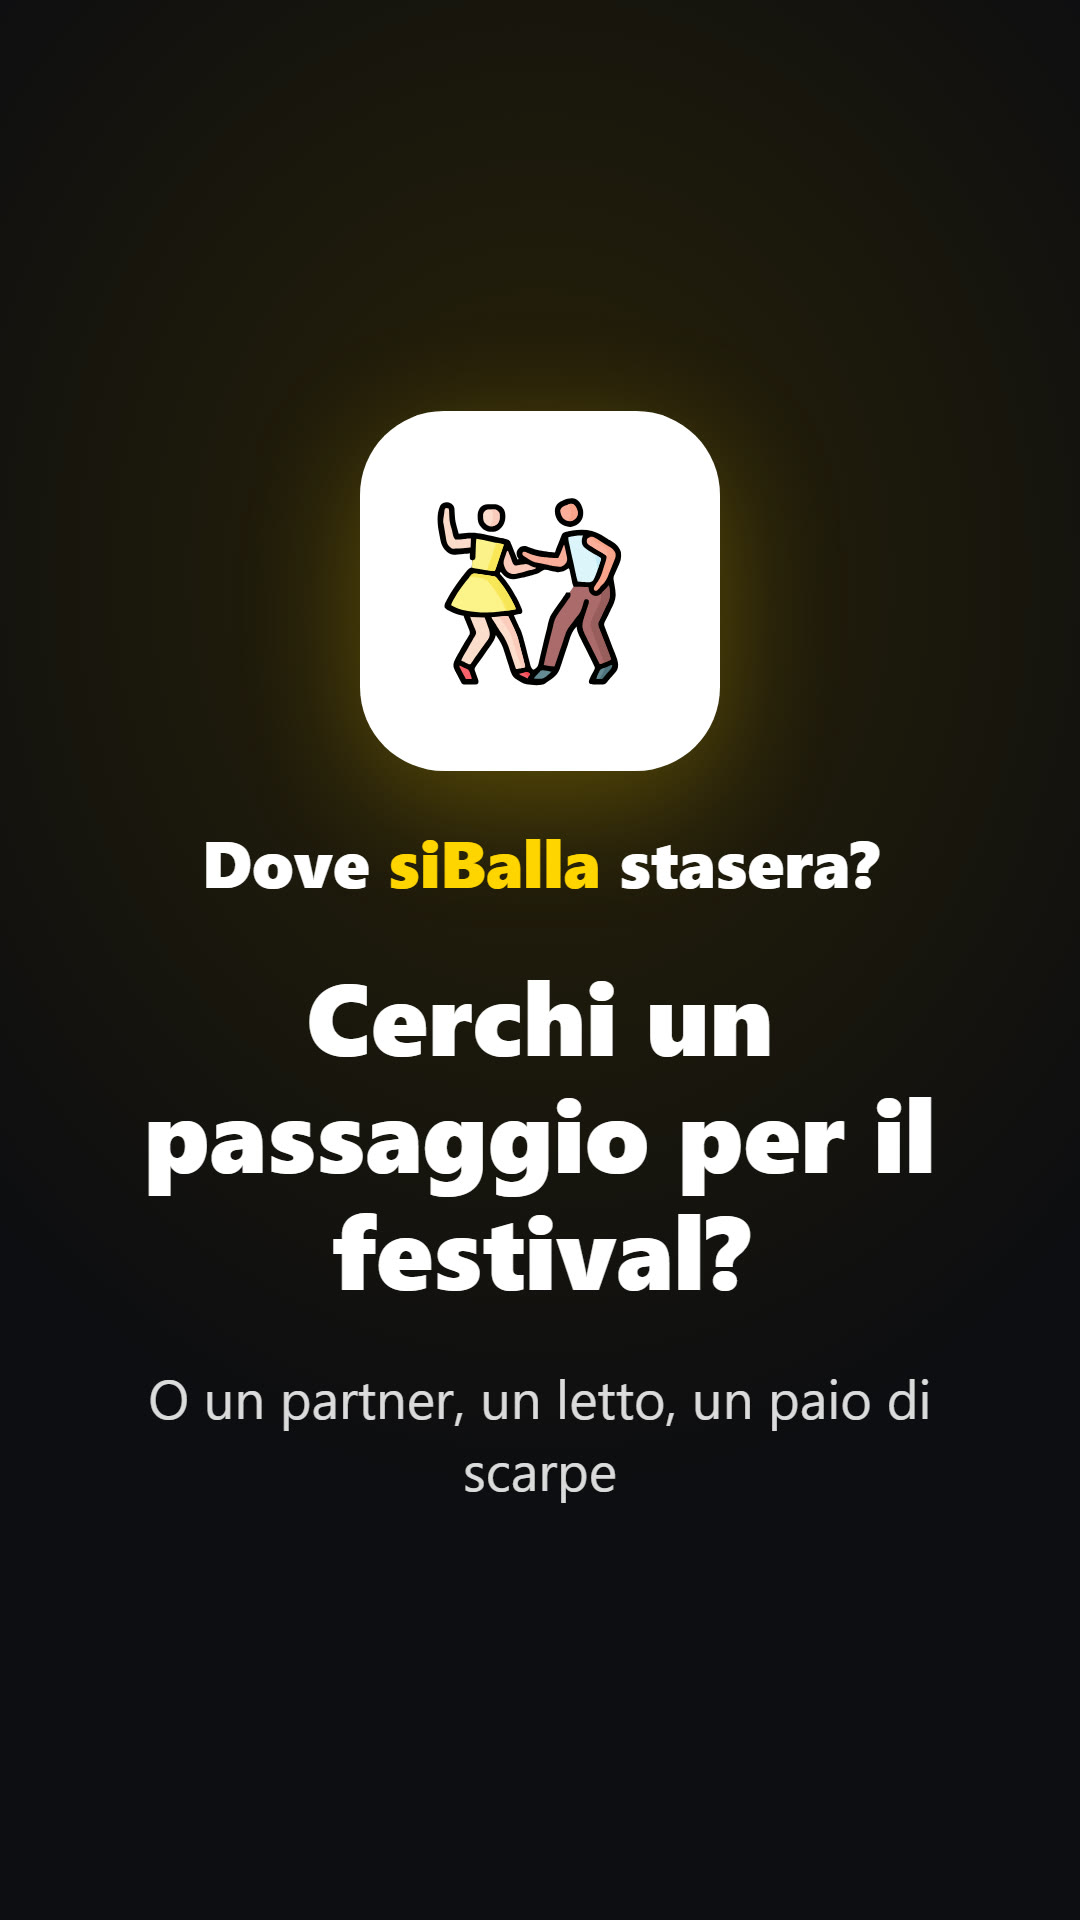 Dove siBalla stasera?
Cerchi un
passaggio per il
festival?
O un partner, un letto, un paio di
scarpe